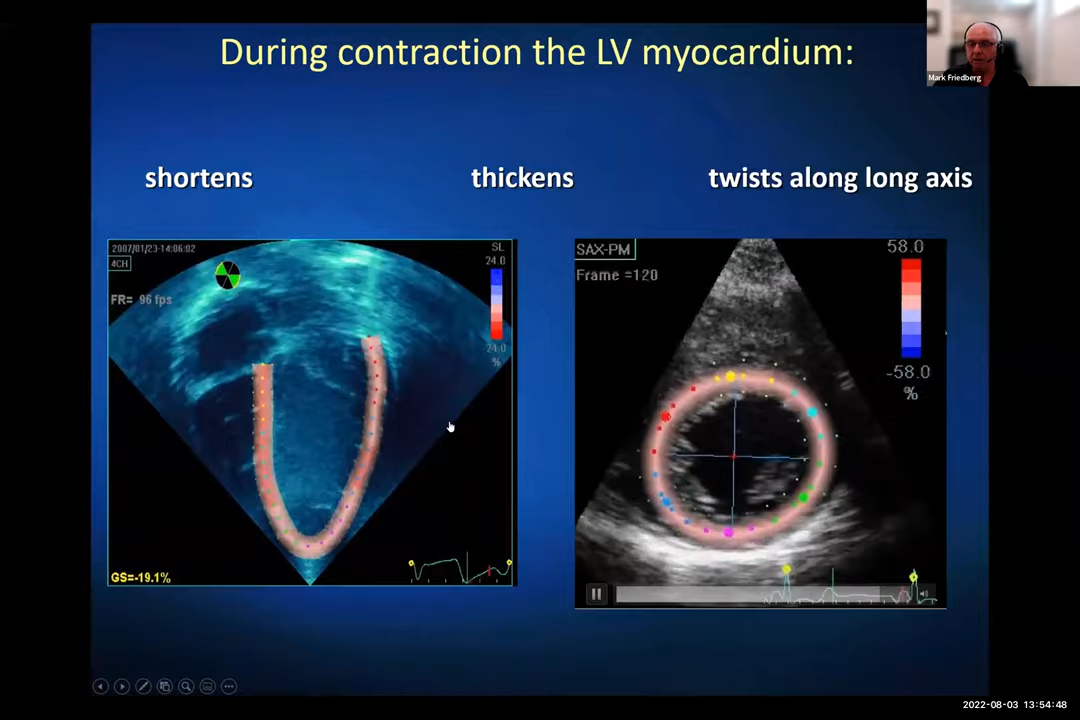 During contraction the LV myocardium:
Mark Friedberg
shortens
thickens
twists along long axis
2007/01/23-14:06:02
4CH
FR= 96 fps
SL
24.0
24.0
%
GS=-19.1%
SAX-PM
Frame =120
58.0
-58.0
%
2022-08-03 13:54:48